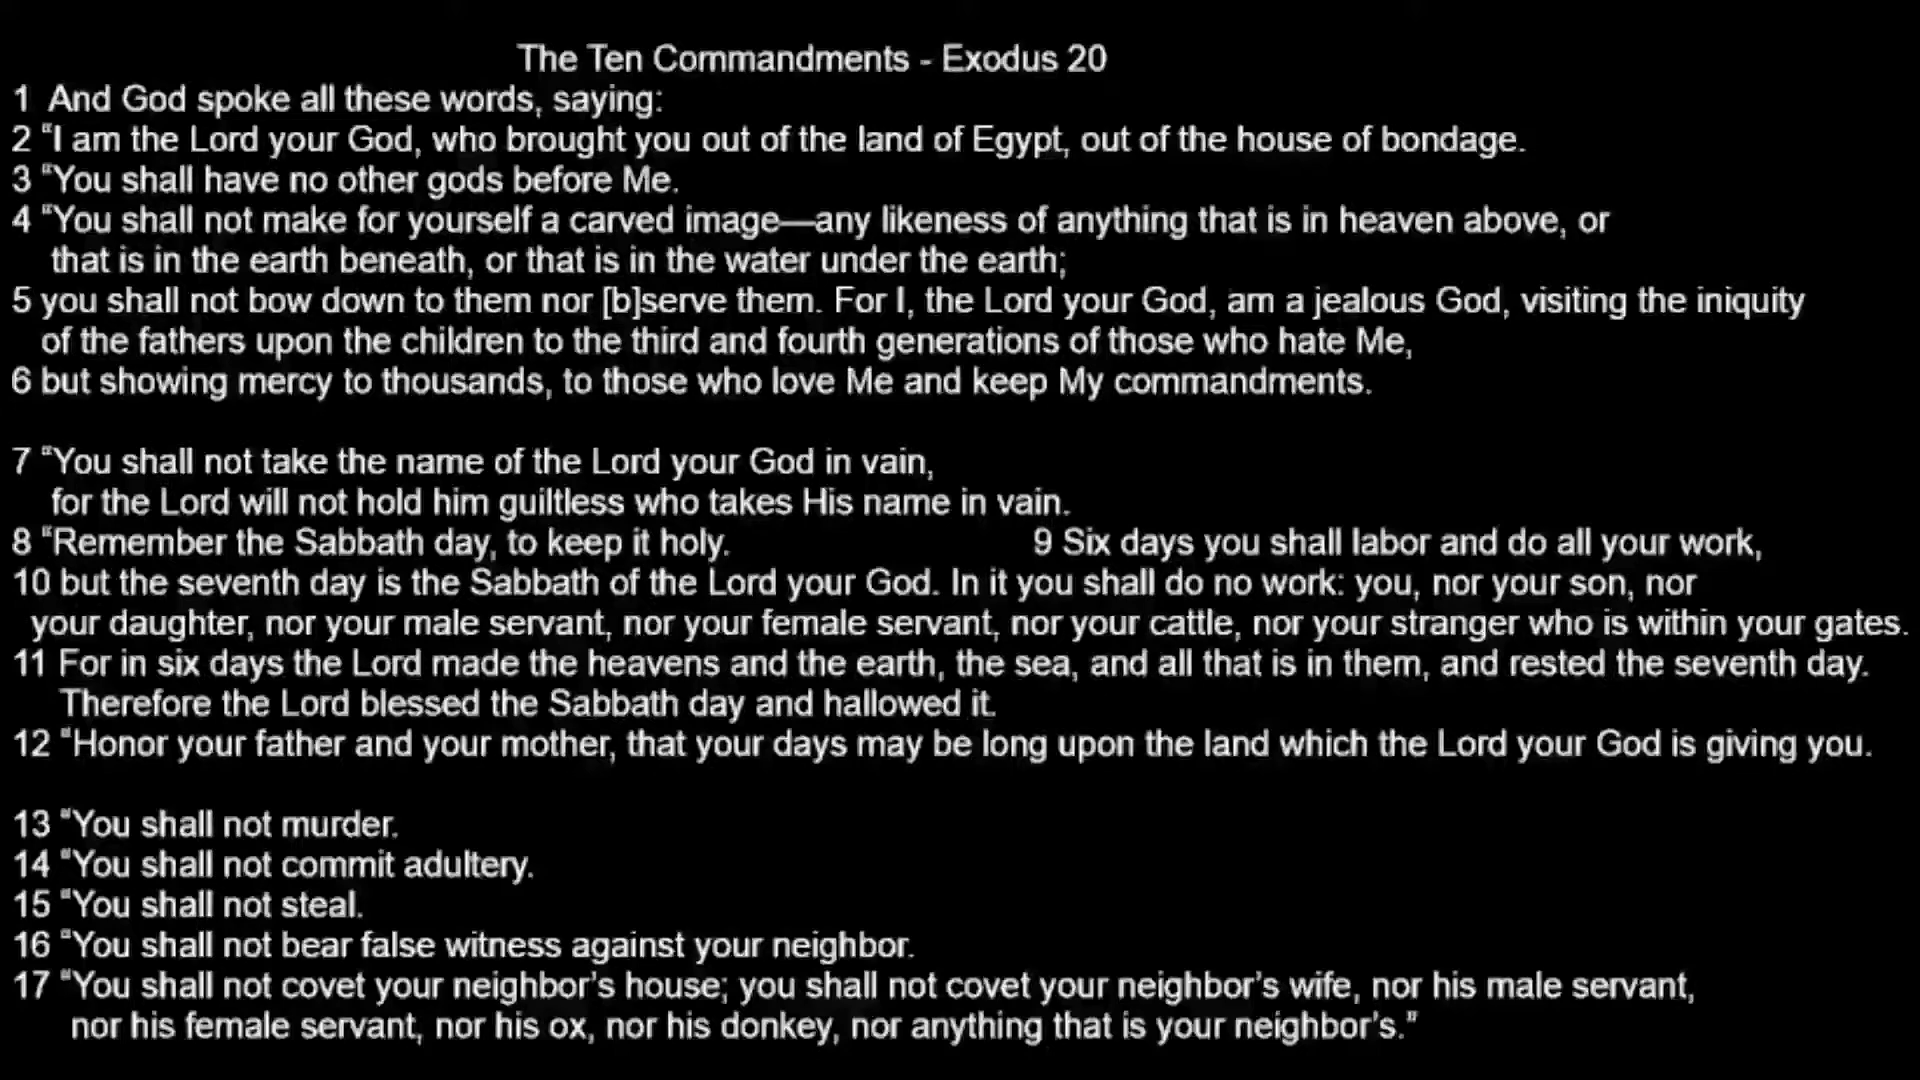 The Ten Commandments - Exodus 20
1 And God spoke all these words, saying:
2 “I am the Lord your God, who brought you out of the land of Egypt, out of the house of bondage.
3 “You shall have no other gods before Me.
4 “You shall not make for yourself a carved image—any likeness of anything that is in heaven above, or
that is in the earth beneath, or that is in the water under the earth;
5 you shall not bow down to them nor [b]serve them. For I, the Lord your God, am a jealous God, visiting the iniquity
of the fathers upon the children to the third and fourth generations of those who hate Me,
6 but showing mercy to thousands, to those who love Me and keep My commandments.
7 “You shall not take the name of the Lord your God in vain,
for the Lord will not hold him guiltless who takes His name in vain.
8 “Remember the Sabbath day, to keep it holy. 9 Six days you shall labor and do all your work,
10 but the seventh day is the Sabbath of the Lord your God. In it you shall do no work: you, nor your son, nor
your daughter, nor your male servant, nor your female servant, nor your cattle, nor your stranger who is within your gates.
11 For in six days the Lord made the heavens and the earth, the sea, and all that is in them, and rested the seventh day.
Therefore the Lord blessed the Sabbath day and hallowed it.
12 “Honor your father and your mother, that your days may be long upon the land which the Lord your God is giving you.
13 “You shall not murder.
14 “You shall not commit adultery.
15 “You shall not steal.
16 “You shall not bear false witness against your neighbor.
17 “You shall not covet your neighbor’s house; you shall not covet your neighbor’s wife, nor his male servant,
nor his female servant, nor his ox, nor his donkey, nor anything that is your neighbor’s.”